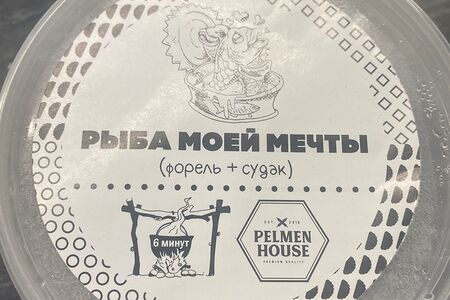 РЫБА МОЕЙ МЕЧТЫ
(форель + судак)
6 минут
EST 2018
PELMEN
HOUSE
PREMIUM QUALITY